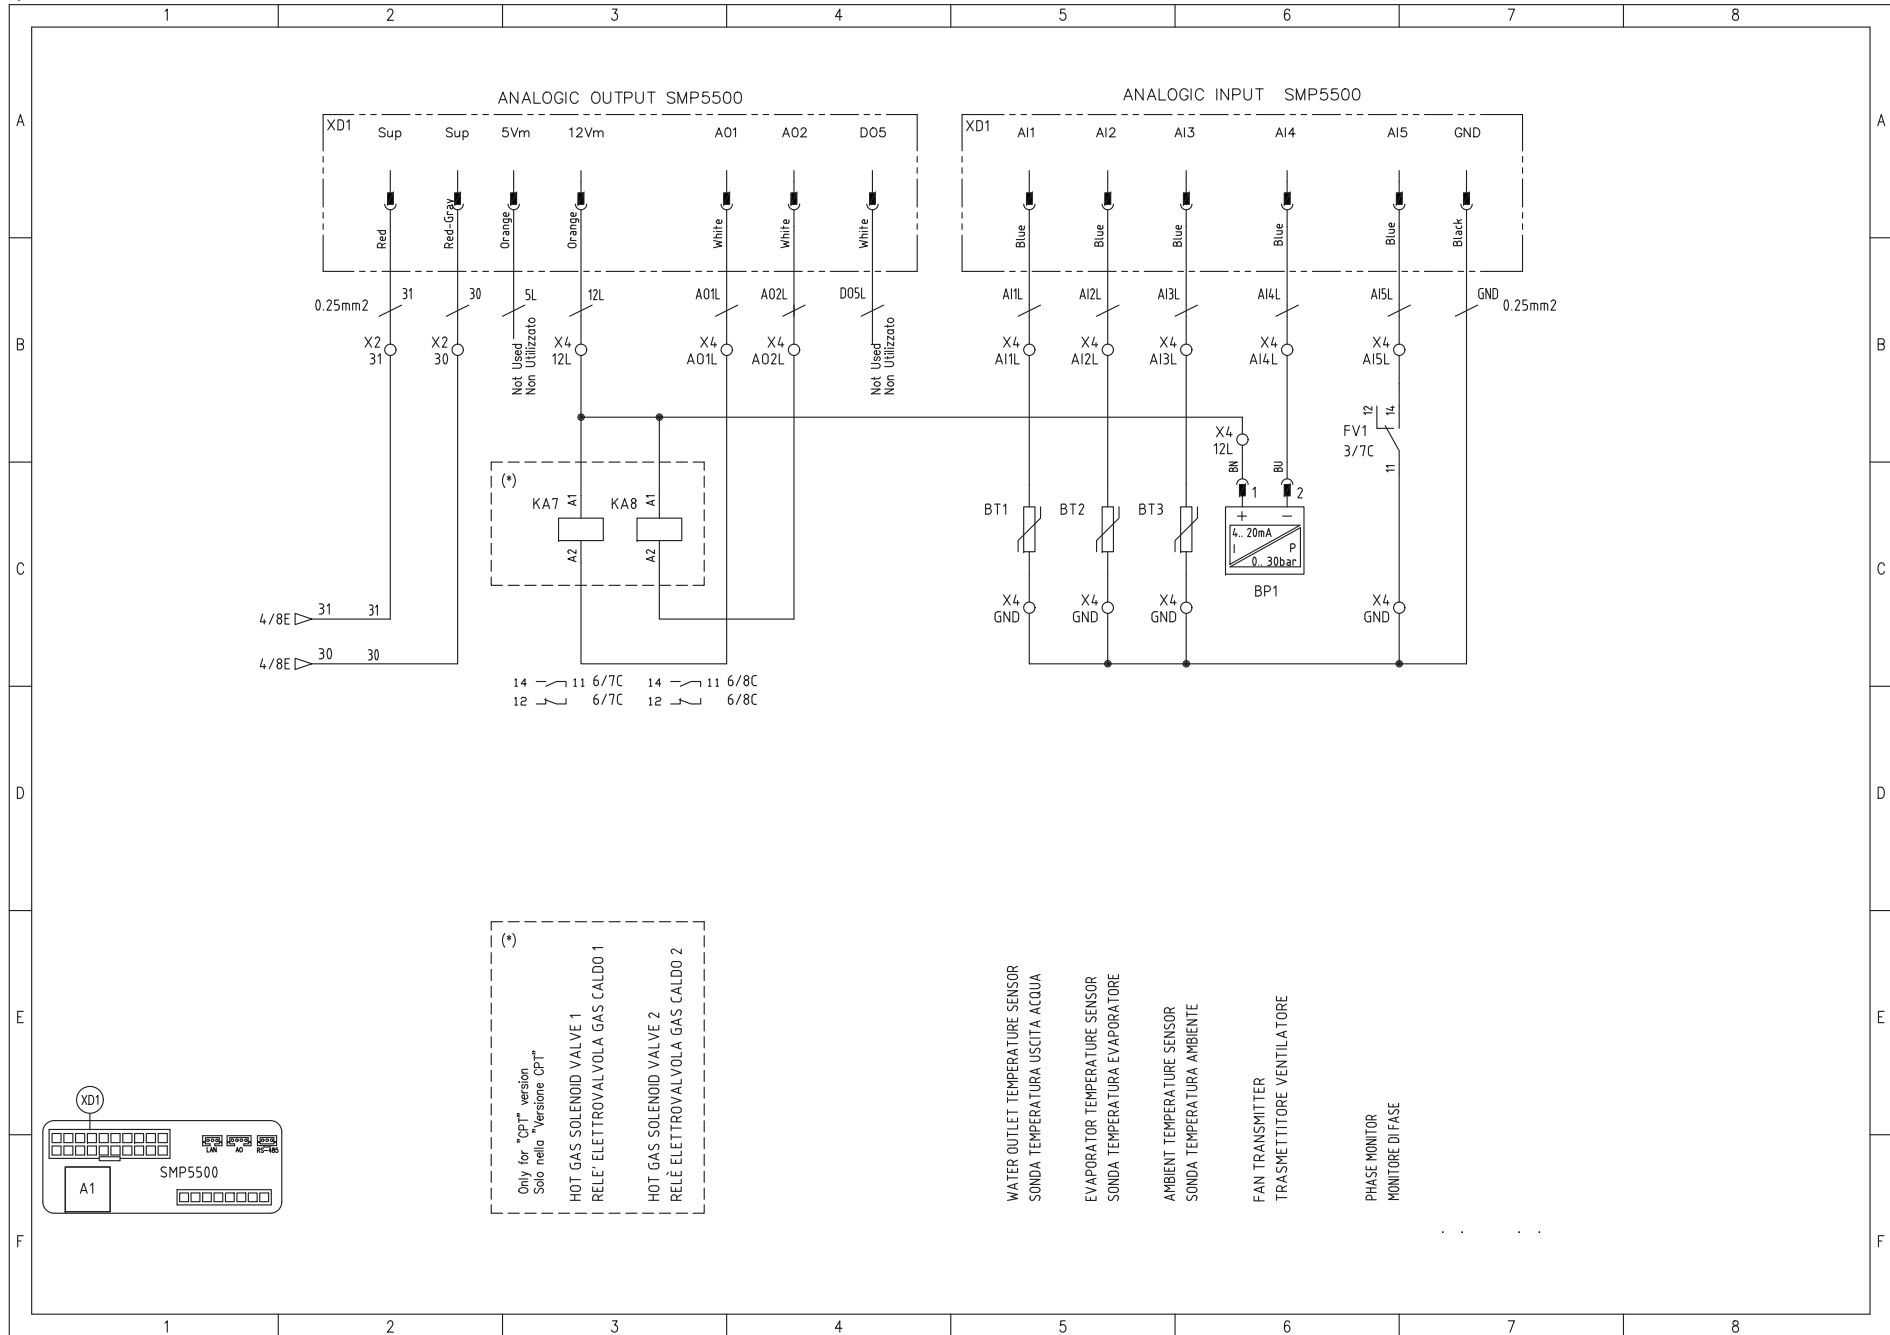 1 2 3 4 5 6 7 8
A A
B B
C C
D D
E E
F F
ANALOGIC OUTPUT SMP5500
XD1 Sup Sup 5Vm 12Vm A01 A02 D05
Red Red-Gray Orange Orange White White White
0.25mm2 31 30 5L 12L A01L A02L D05L
X2 X2 X4 X4 X4
31 30 12L A01L A02L
Not Used
Non Utilizzato
Not Used
Non Utilizzato
ANALOGIC INPUT SMP5500
XD1 AI1 AI2 AI3 AI4 AI5 GND
Blue Blue Blue Blue Blue Black
AI1L AI2L AI3L AI4L AI5L GND 0.25mm2
X4 X4 X4 X4 X4
AI1L AI2L AI3L AI4L AI5L
12 14
FV1
3/7C
11
X4
12L
BN BU
1 2
+ −
4.. 20mA
I P
0.. 30bar
BP1
BT1 BT2 BT3
(*)
KA7 A1 KA8 A1
A2 A2
X4 X4 X4 X4
GND GND GND GND
4/8E 31 31
4/8E 30 30
14 11 6/7C 14 11 6/8C
12 6/7C 12 6/8C
(*)
Only for "CPT" version
Solo nella "Versione CPT"
HOT GAS SOLENOID VALVE 1
RELE' ELETTROVALVOLA GAS CALDO 1
HOT GAS SOLENOID VALVE 2
RELÈ ELETTROVALVOLA GAS CALDO 2
WATER OUTLET TEMPERATURE SENSOR
SONDA TEMPERATURA USCITA ACQUA
EVAPORATOR TEMPERATURE SENSOR
SONDA TEMPERATURA EVAPORATORE
AMBIENT TEMPERATURE SENSOR
SONDA TEMPERATURA AMBIENTE
FAN TRANSMITTER
TRASMETTITORE VENTILATORE
PHASE MONITOR
MONITORE DI FASE
XD1
LAN AO RS-485
SMP5500
A1
1 2 3 4 5 6 7 8